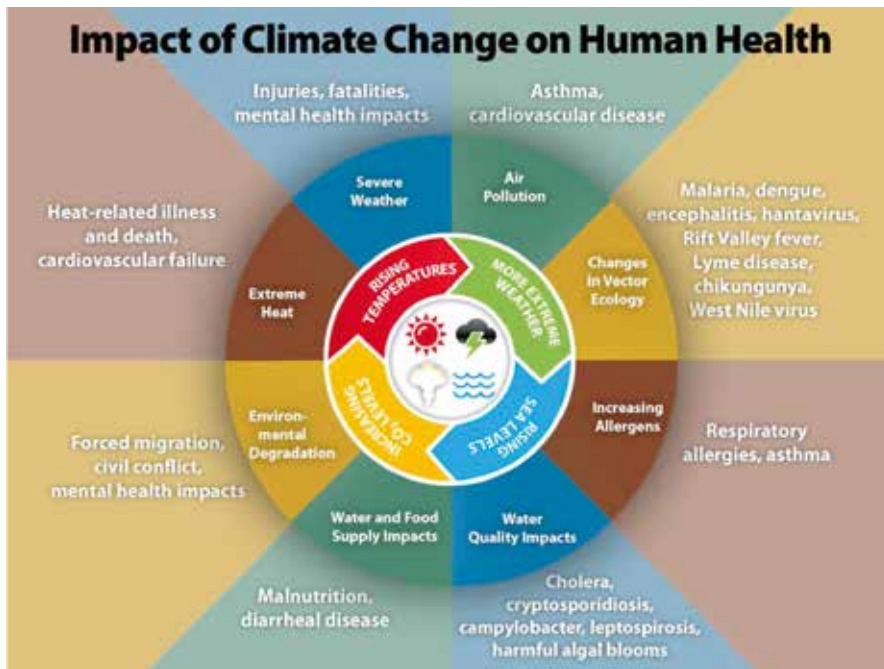 Impact of Climate Change on Human Health
Injuries, fatalities,
mental health impacts
Asthma,
cardiovascular disease
Severe
Weather
Air
Pollution
Heat-related illness
and death,
cardiovascular failure
Malaria, dengue,
encephalitis, hantavirus,
Rift Valley fever,
Lyme disease,
chikungunya,
West Nile virus
Extreme
Heat
Changes
in Vector
Ecology
RISING
TEMPERATURES
MORE EXTREME
WEATHER
INCREASING
CO₂ LEVELS
RISING
SEA LEVELS
Environ-
mental
Degradation
Increasing
Allergens
Forced migration,
civil conflict,
mental health impacts
Respiratory
allergies, asthma
Water and Food
Supply Impacts
Water
Quality Impacts
Malnutrition,
diarrheal disease
Cholera,
cryptosporidiosis,
campylobacter, leptospirosis,
harmful algal blooms